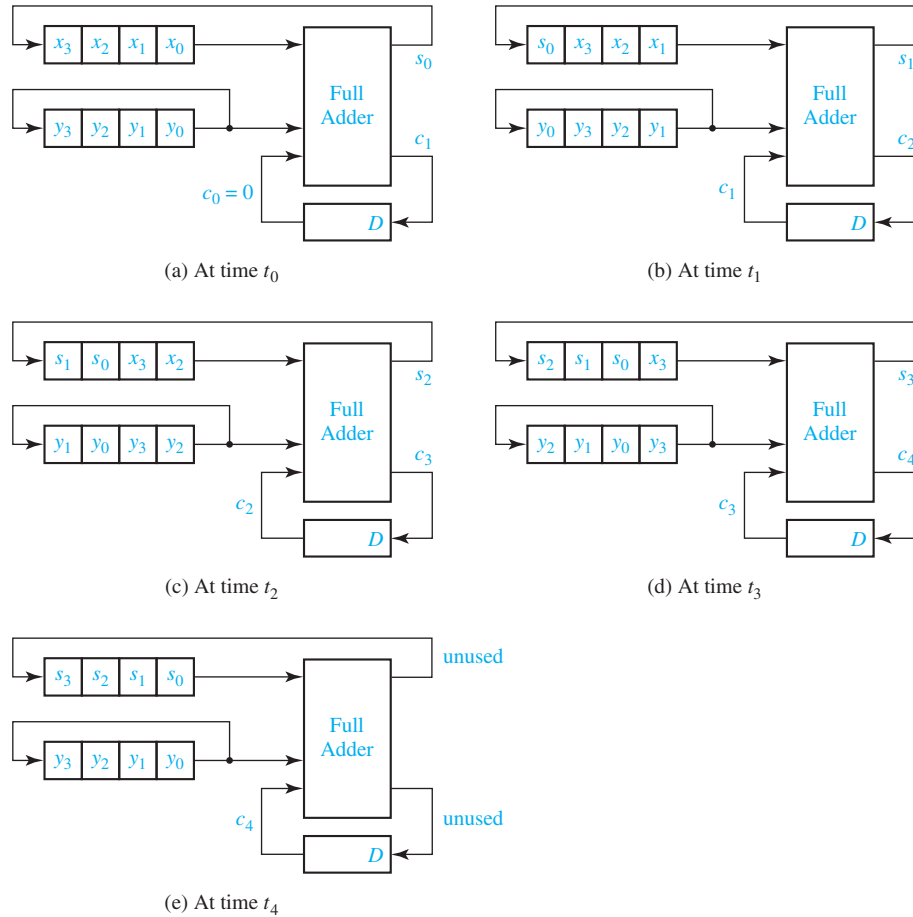 x₃ x₂ x₁ x₀
s₀
y₃ y₂ y₁ y₀
Full
Adder
c₁
c₀ = 0
D
(a) At time t₀
s₀ x₃ x₂ x₁
s₁
y₀ y₃ y₂ y₁
Full
Adder
c₂
c₁
D
(b) At time t₁
s₁ s₀ x₃ x₂
s₂
y₁ y₀ y₃ y₂
Full
Adder
c₃
c₂
D
(c) At time t₂
s₂ s₁ s₀ x₃
s₃
y₂ y₁ y₀ y₃
Full
Adder
c₄
c₃
D
(d) At time t₃
s₃ s₂ s₁ s₀
unused
y₃ y₂ y₁ y₀
Full
Adder
c₄
unused
D
(e) At time t₄